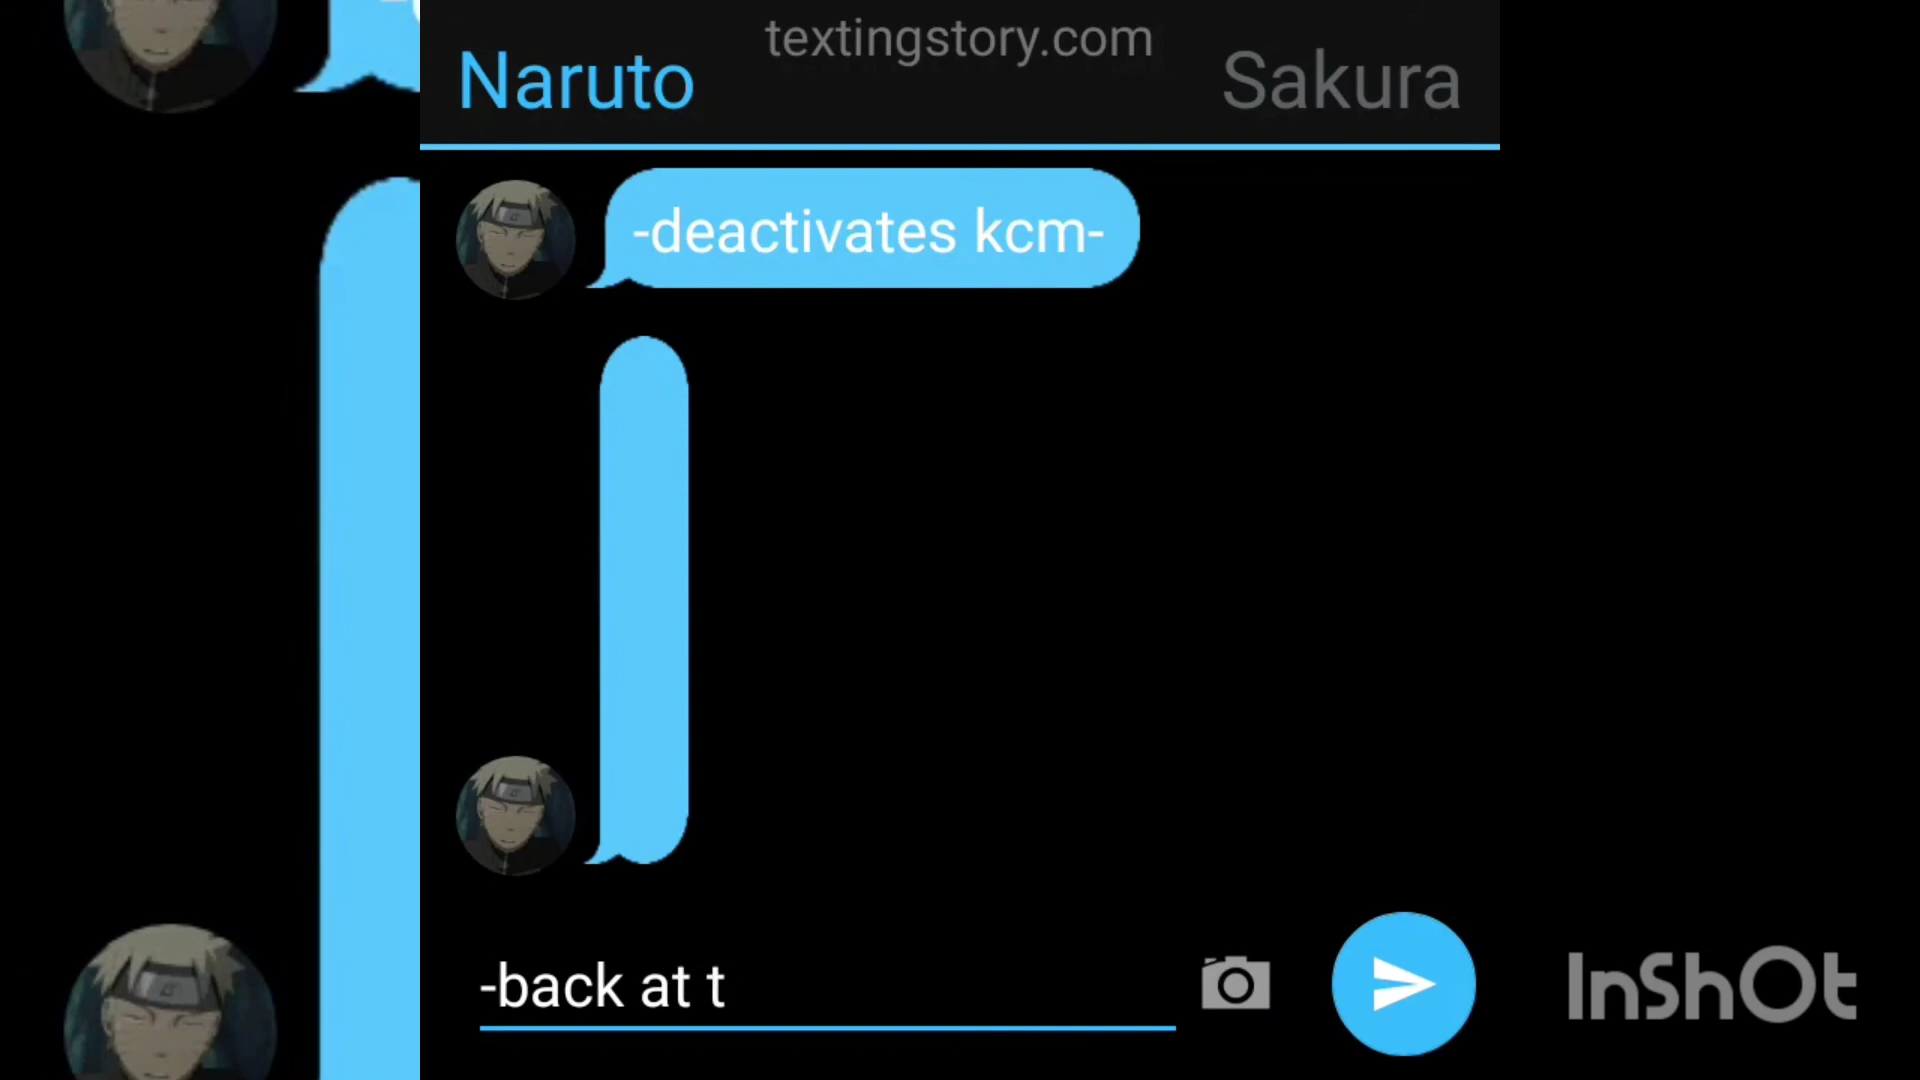 textingstory.com
Naruto
Sakura
-deactivates kcm-
-back at t
InShOt